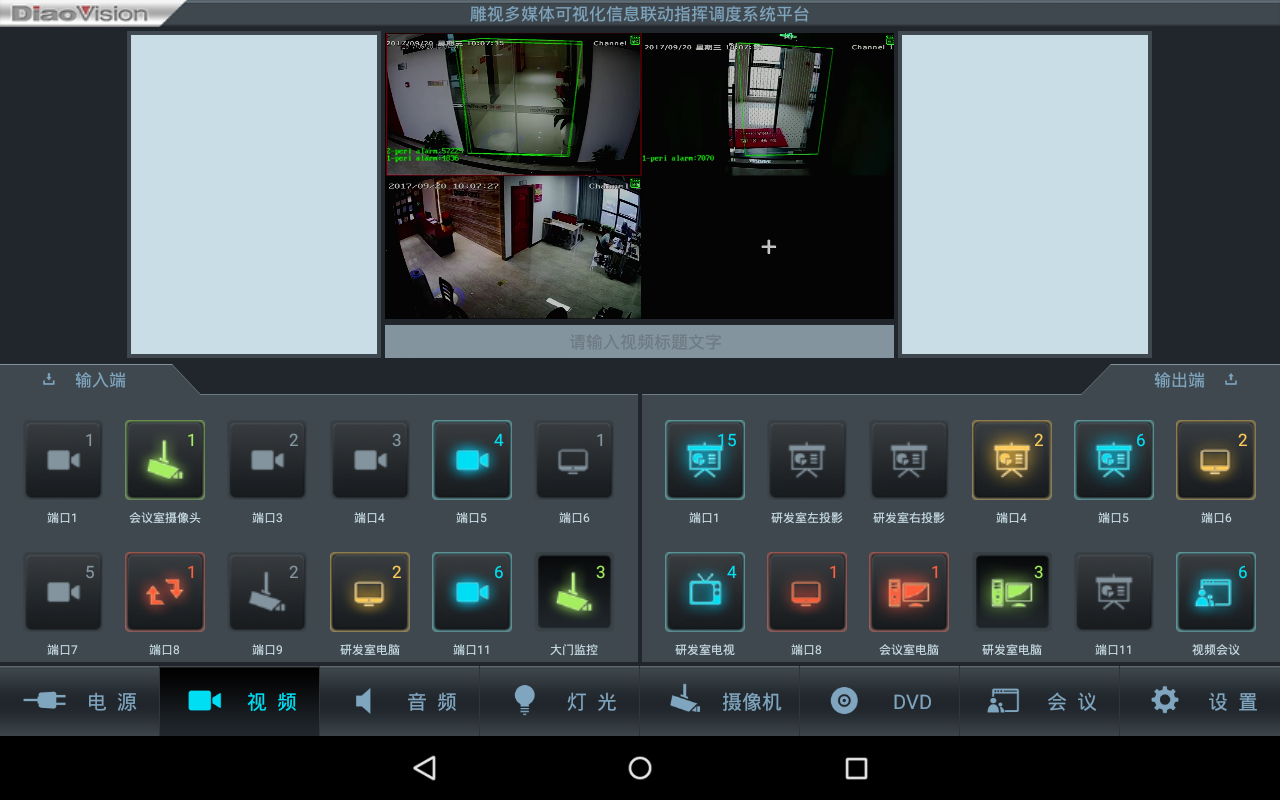 DiaoVision
雕视多媒体可视化信息联动指挥调度系统平台
2017/09/20 星期三 10:07:35
Channel
2-peri alarm:57229
1-peri alarm:4836
Channel
1-peri alarm:7070
2017/09/20 10:07:27
Channel
请输入视频标题文字
输入端
输出端
1 1 2 3 4 1
端口1 会议室摄像头 端口3 端口4 端口5 端口6
15 2 6 2
端口1 研发室左投影 研发室右投影 端口4 端口5 端口6
5 1 2 2 6 3
端口7 端口8 端口9 研发室电脑 端口11 大门监控
4 1 1 3 6
研发室电视 端口8 会议室电脑 研发室电脑 端口11 视频会议
电源 视频 音频 灯光 摄像机 DVD 会议 设置